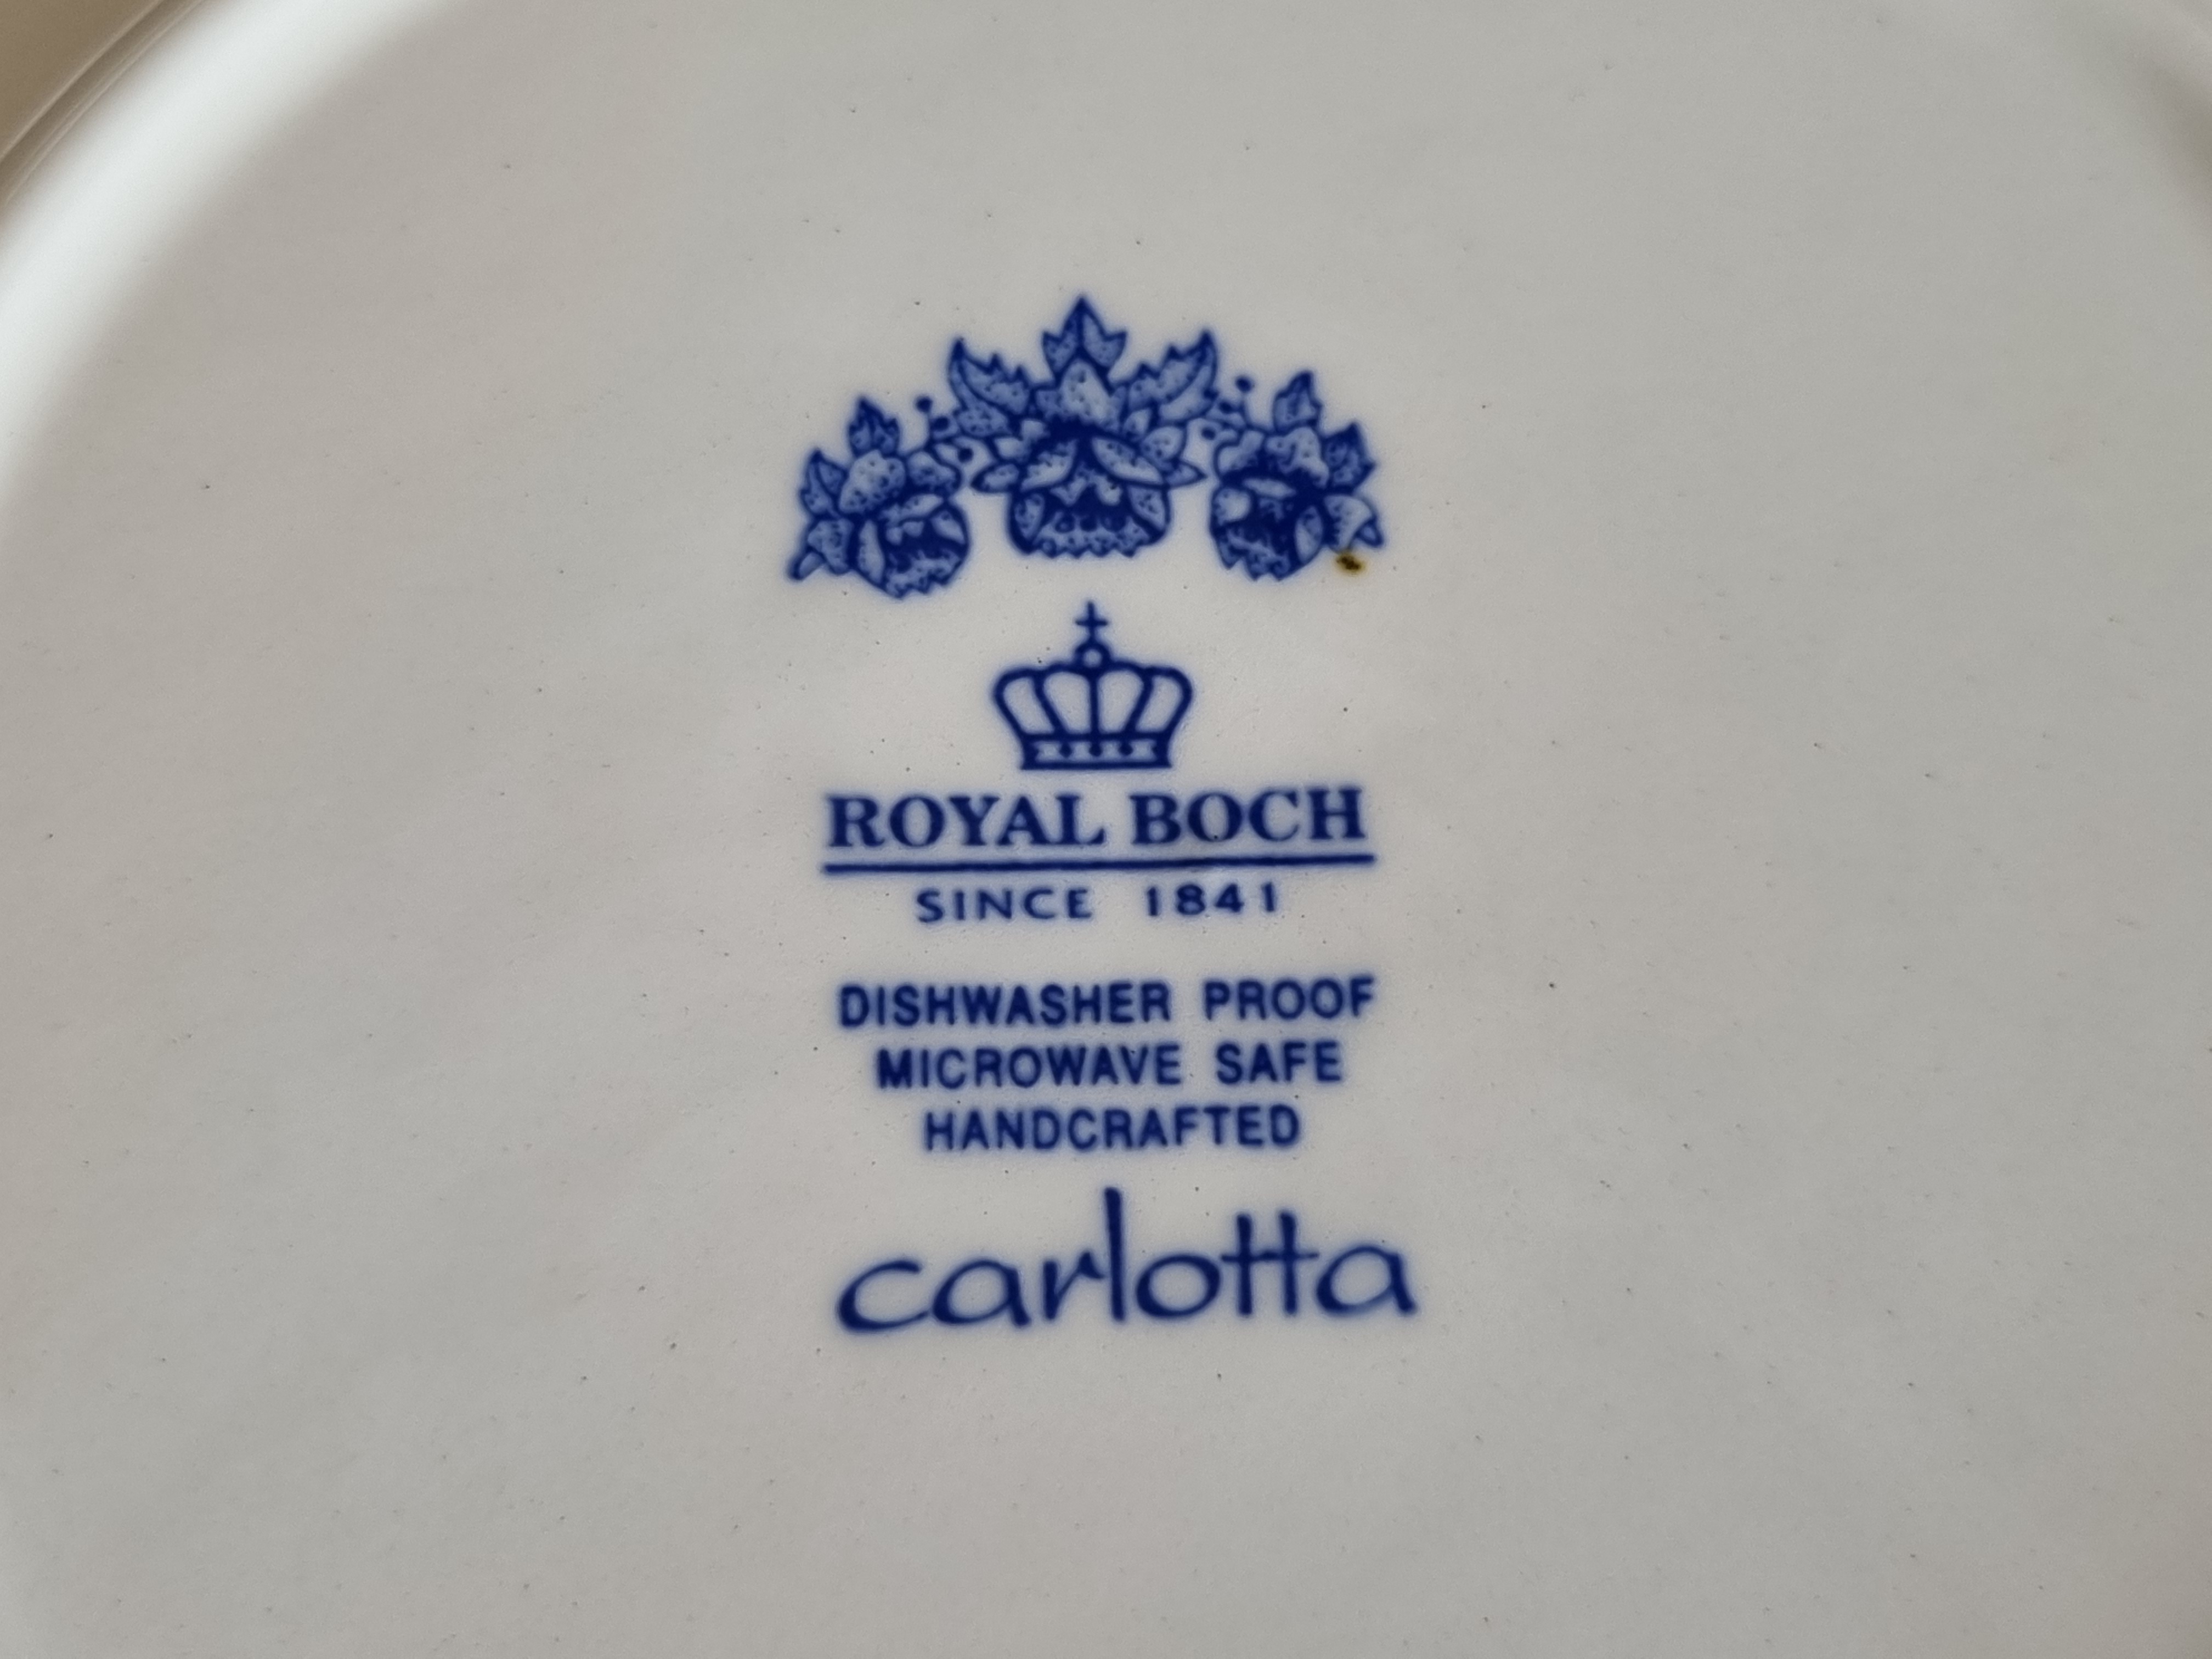 ROYAL BOCH
SINCE 1841
DISHWASHER PROOF
MICROWAVE SAFE
HANDCRAFTED
carlotta